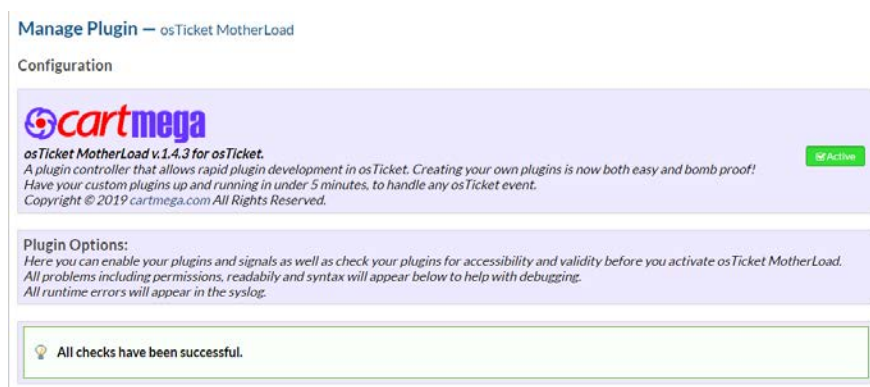 Manage Plugin — osTicket MotherLoad
Configuration
cartmega
osTicket MotherLoad v.1.4.3 for osTicket.
Active
A plugin controller that allows rapid plugin development in osTicket. Creating your own plugins is now both easy and bomb proof!
Have your custom plugins up and running in under 5 minutes, to handle any osTicket event.
Copyright © 2019 cartmega.com All Rights Reserved.
Plugin Options:
Here you can enable your plugins and signals as well as check your plugins for accessibility and validity before you activate osTicket MotherLoad.
All problems including permissions, readabily and syntax will appear below to help with debugging.
All runtime errors will appear in the syslog.
All checks have been successful.